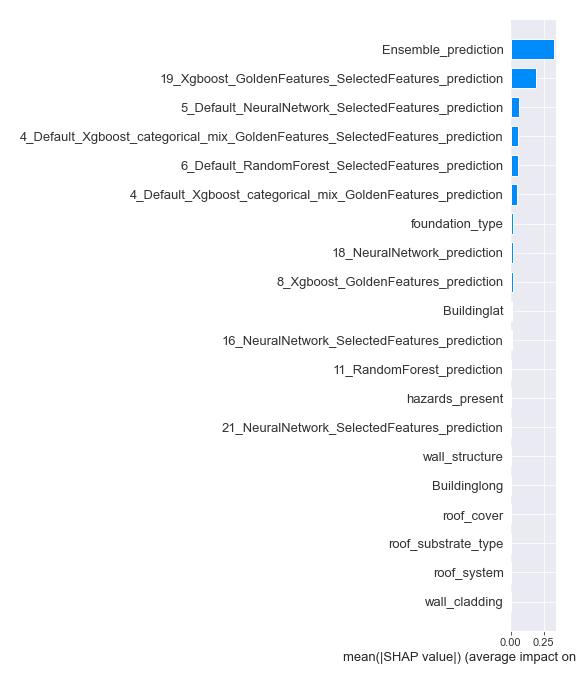 Ensemble_prediction
19_Xgboost_GoldenFeatures_SelectedFeatures_prediction
5_Default_NeuralNetwork_SelectedFeatures_prediction
4_Default_Xgboost_categorical_mix_GoldenFeatures_SelectedFeatures_prediction
6_Default_RandomForest_SelectedFeatures_prediction
4_Default_Xgboost_categorical_mix_GoldenFeatures_prediction
foundation_type
18_NeuralNetwork_prediction
8_Xgboost_GoldenFeatures_prediction
Buildinglat
16_NeuralNetwork_SelectedFeatures_prediction
11_RandomForest_prediction
hazards_present
21_NeuralNetwork_SelectedFeatures_prediction
wall_structure
Buildinglong
roof_cover
roof_substrate_type
roof_system
wall_cladding
0.00 0.25
mean(|SHAP value|) (average impact on